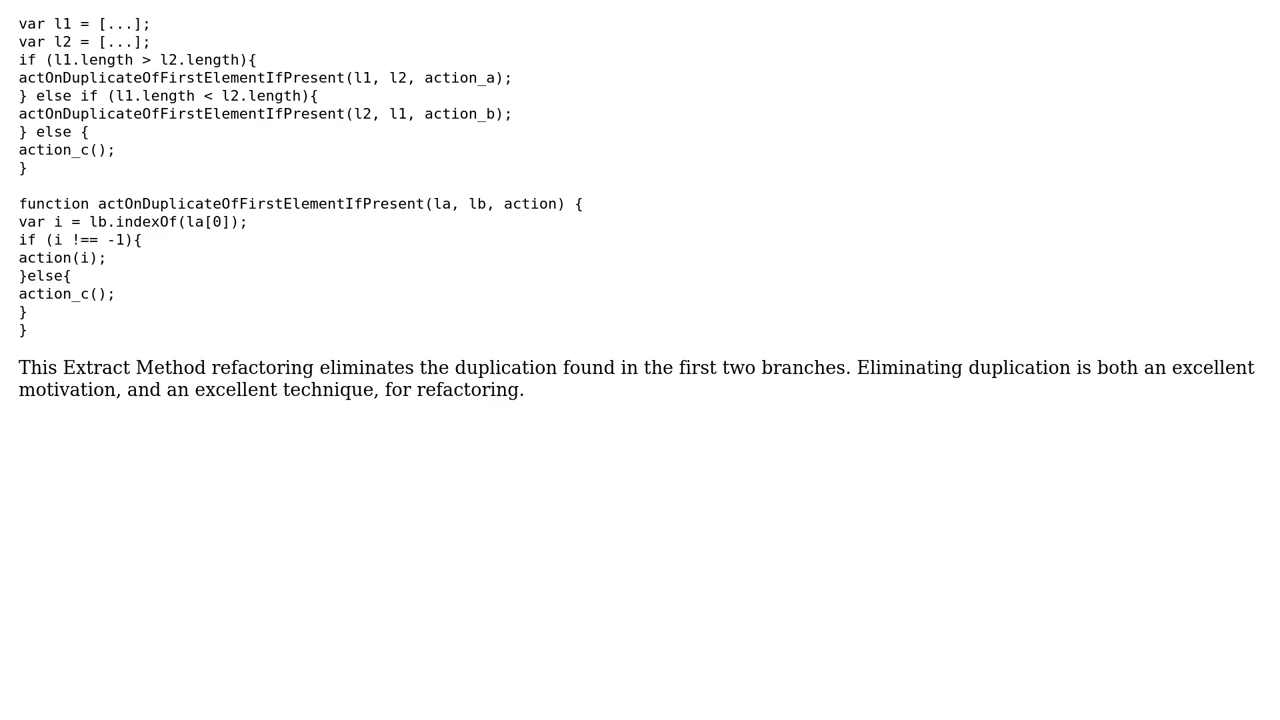 var l1 = [...];
var l2 = [...];
if (l1.length > l2.length){
actOnDuplicateOfFirstElementIfPresent(l1, l2, action_a);
} else if (l1.length < l2.length){
actOnDuplicateOfFirstElementIfPresent(l2, l1, action_b);
} else {
action_c();
}

function actOnDuplicateOfFirstElementIfPresent(la, lb, action) {
var i = lb.indexOf(la[0]);
if (i !== -1){
action(i);
}else{
action_c();
}
}

This Extract Method refactoring eliminates the duplication found in the first two branches. Eliminating duplication is both an excellent
motivation, and an excellent technique, for refactoring.